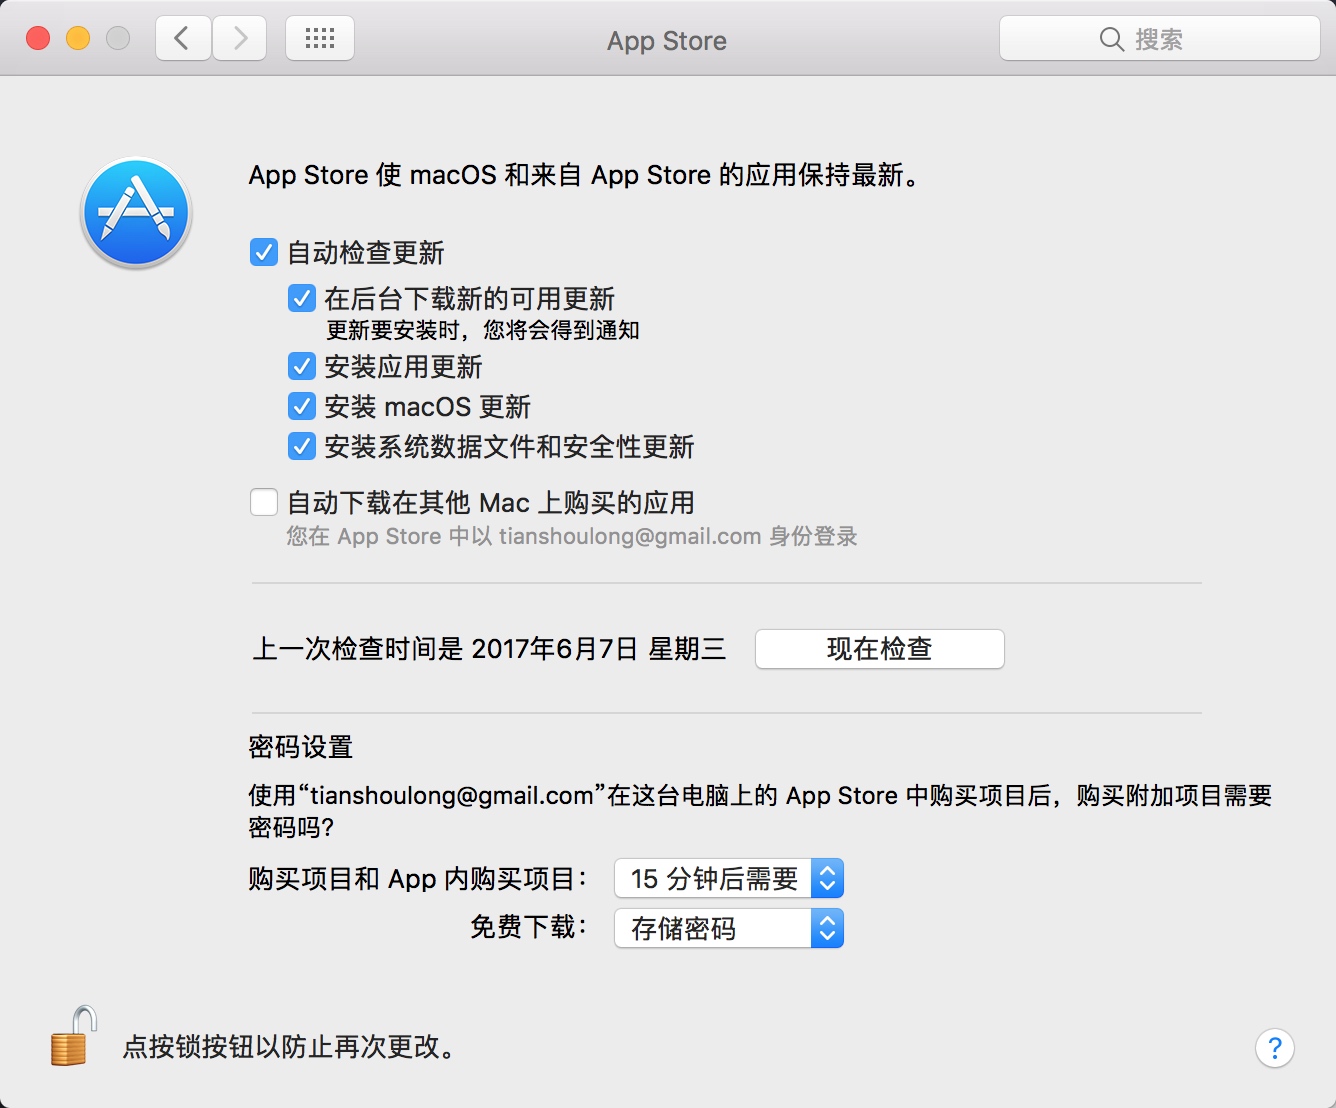 App Store
搜索
App Store 使 macOS 和来自 App Store 的应用保持最新。
自动检查更新
在后台下载新的可用更新
更新要安装时，您将会得到通知
安装应用更新
安装 macOS 更新
安装系统数据文件和安全性更新
自动下载在其他 Mac 上购买的应用
您在 App Store 中以 tianshoulong@gmail.com 身份登录
上一次检查时间是 2017年6月7日 星期三 现在检查
密码设置
使用“tianshoulong@gmail.com”在这台电脑上的 App Store 中购买项目后，购买附加项目需要
密码吗?
购买项目和 App 内购买项目： 15 分钟后需要
免费下载： 存储密码
点按锁按钮以防止再次更改。
?